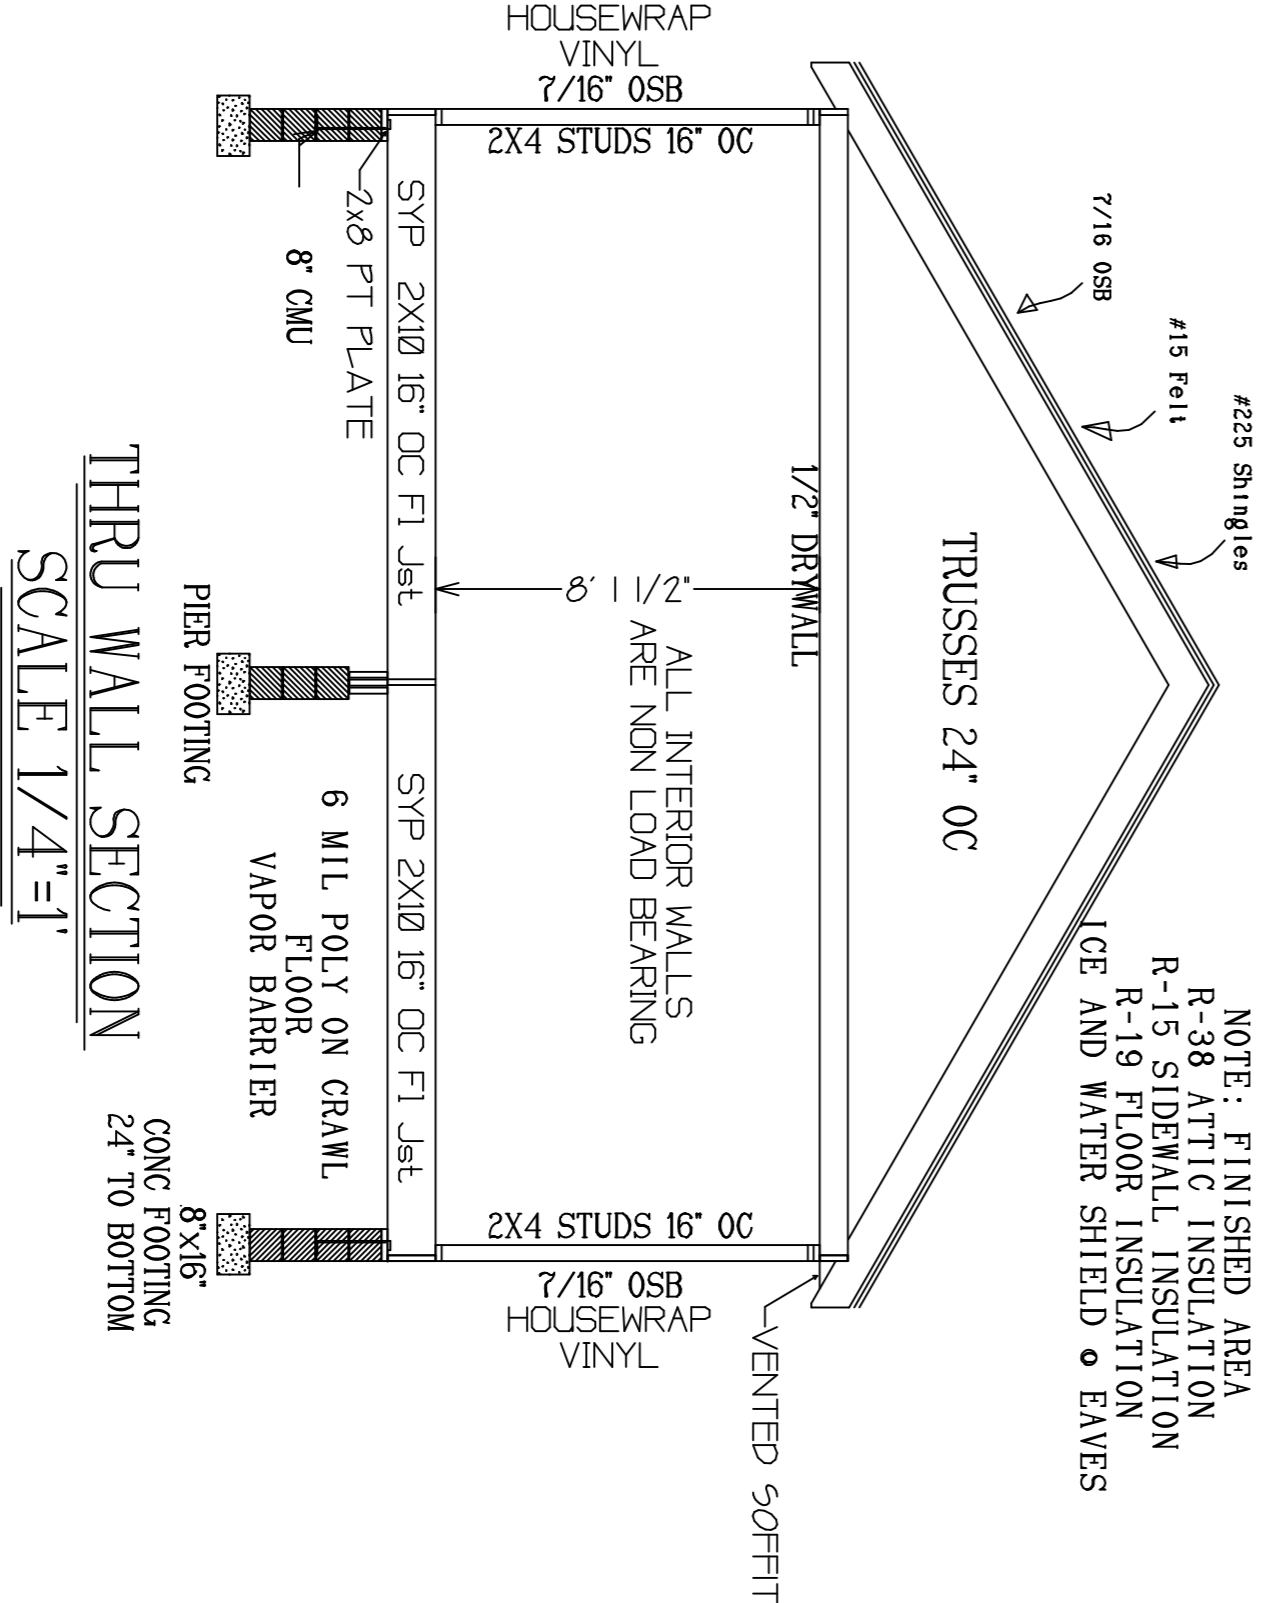 NOTE: FINISHED AREA
R-38 ATTIC INSULATION
R-15 SIDEWALL INSULATION
R-19 FLOOR INSULATION
ICE AND WATER SHIELD @ EAVES
#225 Shingles
#15 Felt
7/16 OSB
TRUSSES 24" OC
VENTED SOFFIT
1/2" DRYWALL
HOUSEWRAP
VINYL
7/16" OSB
2X4 STUDS 16" OC
8' 1 1/2"
ALL INTERIOR WALLS
ARE NON LOAD BEARING
2X4 STUDS 16" OC
7/16" OSB
HOUSEWRAP
VINYL
SYP 2X10 16" OC Fl Jst
SYP 2X10 16" OC Fl Jst
2x8 PT PLATE
8" CMU
6 MIL POLY ON CRAWL
FLOOR
VAPOR BARRIER
PIER FOOTING
8"x16"
CONC FOOTING
24" TO BOTTOM
THRU WALL SECTION
SCALE 1/4"=1'